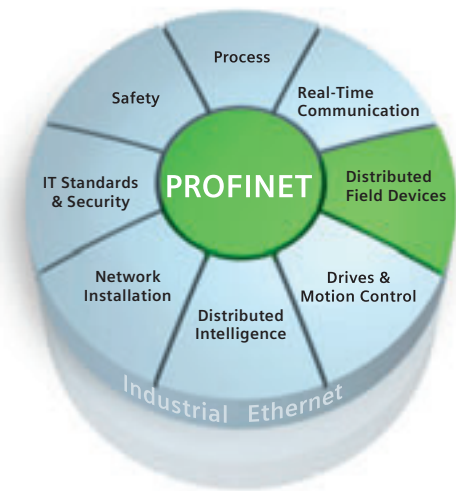 Process
Real-Time
Communication
Safety
PROFINET
Distributed
Field Devices
IT Standards
& Security
Drives &
Motion Control
Network
Installation
Distributed
Intelligence
Industrial Ethernet